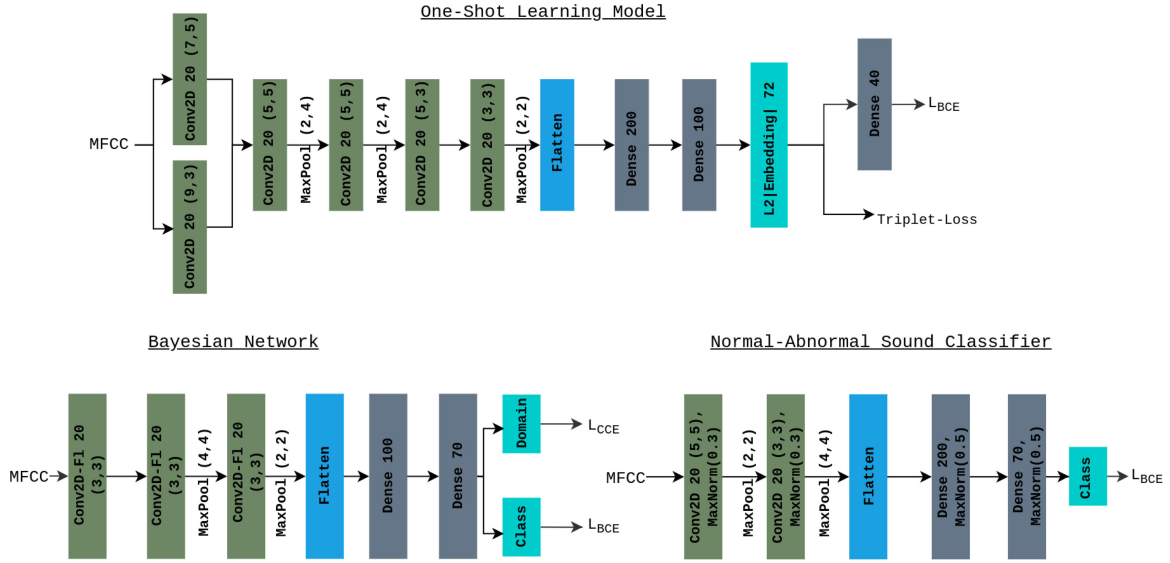 One-Shot Learning Model
MFCC
Conv2D 20 (7,5)
Conv2D 20 (9,3)
Conv2D 20 (5,5)
MaxPool (2,4)
Conv2D 20 (5,5)
MaxPool (2,4)
Conv2D 20 (5,3)
Conv2D 20 (3,3)
MaxPool (2,2)
Flatten
Dense 200
Dense 100
L2|Embedding| 72
Dense 40
LBCE
Triplet-Loss
Bayesian Network
MFCC
Conv2D-Fl 20
(3,3)
Conv2D-Fl 20
(3,3)
MaxPool (4,4)
Conv2D-Fl 20
(3,3)
MaxPool (2,2)
Flatten
Dense 100
Dense 70
Domain
LCCE
Class
LBCE
Normal-Abnormal Sound Classifier
MFCC
Conv2D 20 (5,5),
MaxNorm(0.3)
MaxPool (2,2)
Conv2D 20 (3,3),
MaxNorm(0.3)
MaxPool (4,4)
Flatten
Dense 200,
MaxNorm(0.5)
Dense 70,
MaxNorm(0.5)
Class
LBCE